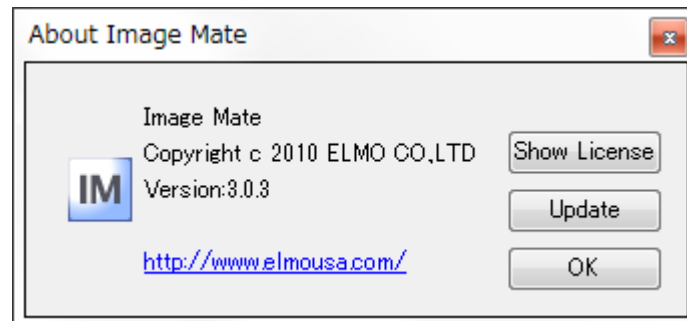 About Image Mate
Image Mate
Copyright c 2010 ELMO CO,LTD
Version:3.0.3
IM
http://www.elmousa.com/
Show License
Update
OK